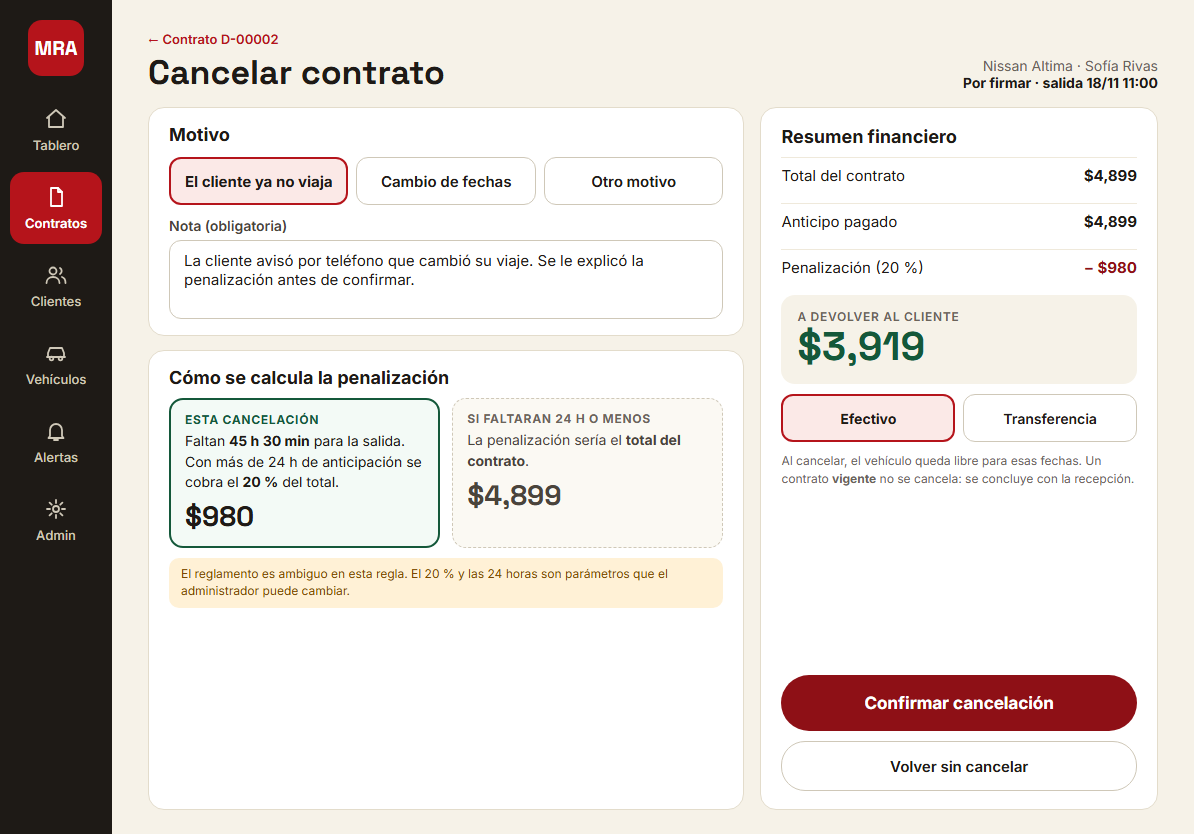 MRA
Tablero
Contratos
Clientes
Vehículos
Alertas
Admin
← Contrato D-00002
Cancelar contrato
Nissan Altima · Sofía Rivas
Por firmar · salida 18/11 11:00
Motivo
El cliente ya no viaja
Cambio de fechas
Otro motivo
Nota (obligatoria)
La cliente avisó por teléfono que cambió su viaje. Se le explicó la
penalización antes de confirmar.
Cómo se calcula la penalización
ESTA CANCELACIÓN
Faltan 45 h 30 min para la salida.
Con más de 24 h de anticipación se
cobra el 20 % del total.
$980
SI FALTARAN 24 H O MENOS
La penalización sería el total del
contrato.
$4,899
El reglamento es ambiguo en esta regla. El 20 % y las 24 horas son parámetros que el
administrador puede cambiar.
Resumen financiero
Total del contrato $4,899
Anticipo pagado $4,899
Penalización (20 %) – $980
A DEVOLVER AL CLIENTE
$3,919
Efectivo
Transferencia
Al cancelar, el vehículo queda libre para esas fechas. Un
contrato vigente no se cancela: se concluye con la recepción.
Confirmar cancelación
Volver sin cancelar